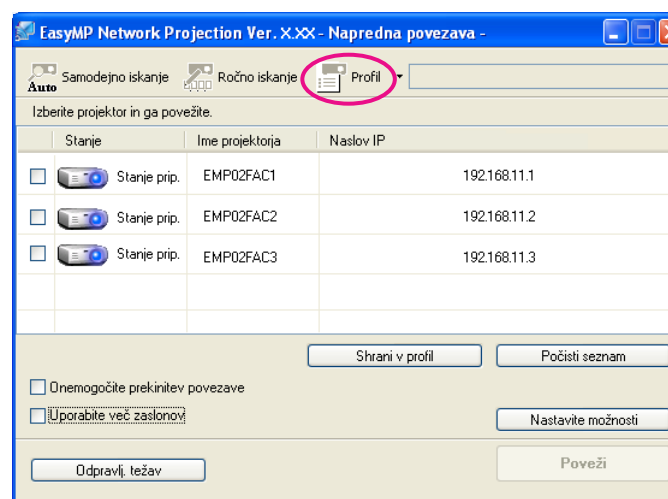 EasyMP Network Projection Ver. X.XX - Napredna povezava -
Auto Samodejno iskanje Ročno iskanje Profil
Izberite projektor in ga povežite.
Stanje Ime projektorja Naslov IP
Stanje prip. EMP02FAC1 192.168.11.1
Stanje prip. EMP02FAC2 192.168.11.2
Stanje prip. EMP02FAC3 192.168.11.3
Shrani v profil Počisti seznam
Onemogočite prekinitev povezave
Uporabite več zaslonov
Nastavite možnosti
Odpravlj. težav Poveži